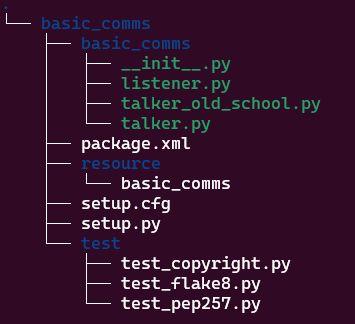 .
basic_comms
basic_comms
__init__.py
listener.py
talker_old_school.py
talker.py
package.xml
resource
basic_comms
setup.cfg
setup.py
test
test_copyright.py
test_flake8.py
test_pep257.py